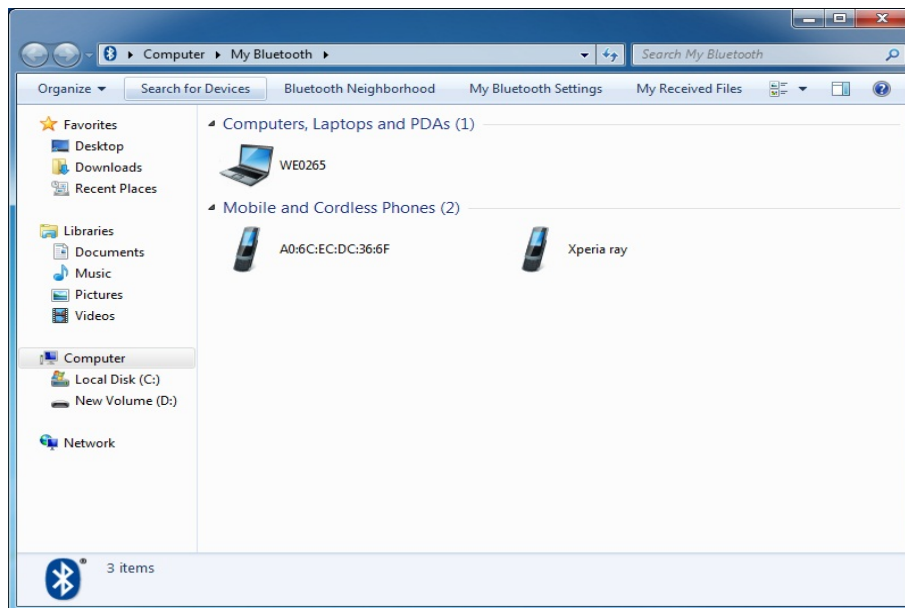 Computer
My Bluetooth
Search My Bluetooth
Organize
Search for Devices
Bluetooth Neighborhood
My Bluetooth Settings
My Received Files
Favorites
Desktop
Downloads
Recent Places
Libraries
Documents
Music
Pictures
Videos
Computer
Local Disk (C:)
New Volume (D:)
Network
Computers, Laptops and PDAs (1)
WE0265
Mobile and Cordless Phones (2)
A0:6C:EC:DC:36:6F
Xperia ray
3 items